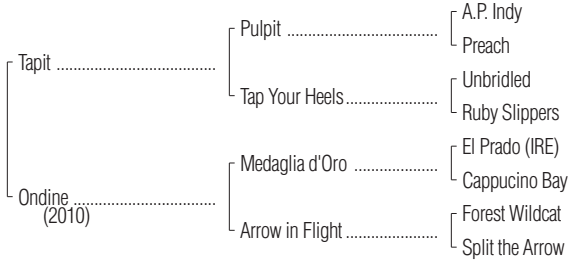 A.P. Indy
Pulpit ......................................
Preach
Tapit ......................................
Unbridled
Tap Your Heels......................
Ruby Slippers
El Prado (IRE)
Medaglia d'Oro ....................
Cappucino Bay
Ondine ..................................
(2010)
Forest Wildcat
Arrow in Flight ......................
Split the Arrow